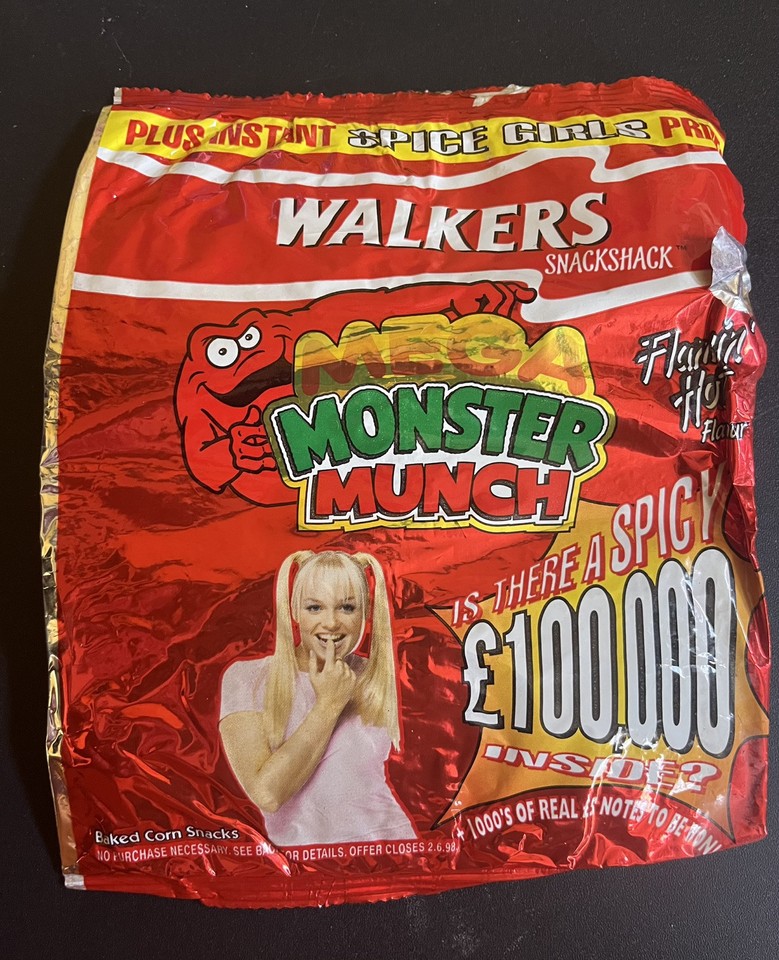 PLUS INSTANT SPICE GIRLS
WALKERS
SNACKSHACK™
MEGA
MONSTER
MUNCH
Flamin'
Hot
Flavour
IS THERE A SPICY
£100,000
INSIDE?
+ 1000'S OF REAL £5 NOTES TO BE WON!
Baked Corn Snacks
NO PURCHASE NECESSARY. SEE BACK FOR DETAILS. OFFER CLOSES 2.6.98